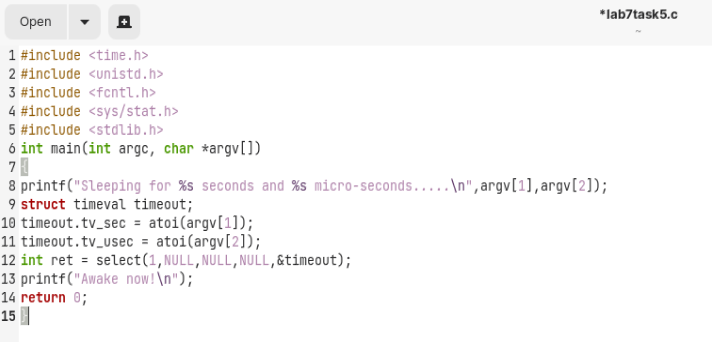 Open
*lab7task5.c
~
1 #include <time.h>
2 #include <unistd.h>
3 #include <fcntl.h>
4 #include <sys/stat.h>
5 #include <stdlib.h>
6 int main(int argc, char *argv[])
7 {
8 printf("Sleeping for %s seconds and %s micro-seconds.....\n",argv[1],argv[2]);
9 struct timeval timeout;
10 timeout.tv_sec = atoi(argv[1]);
11 timeout.tv_usec = atoi(argv[2]);
12 int ret = select(1,NULL,NULL,NULL,&timeout);
13 printf("Awake now!\n");
14 return 0;
15 }